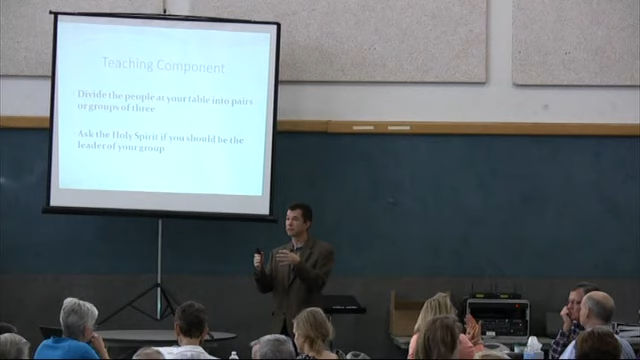 Teaching Component
Divide the people at your table into pairs
or groups of three
Ask the Holy Spirit if you should be the
leader of your group